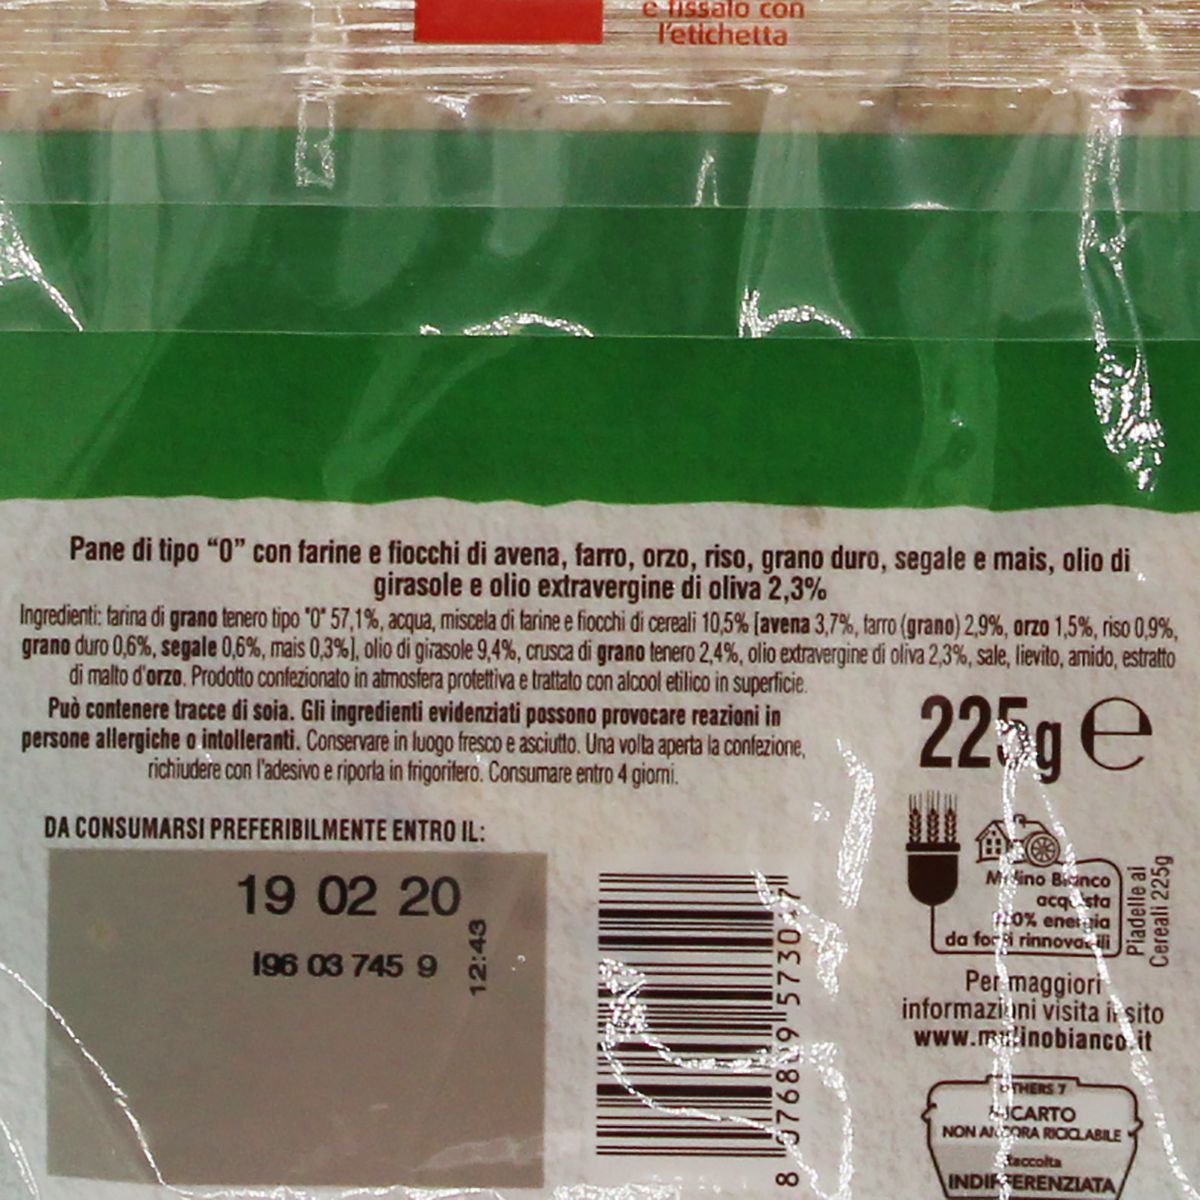 e fissalo con
l'etichetta
Pane di tipo “0” con farine e fiocchi di avena, farro, orzo, riso, grano duro, segale e mais, olio di
girasole e olio extravergine di oliva 2,3%
Ingredienti: farina di grano tenero tipo "0" 57,1%, acqua, miscela di farine e fiocchi di cereali 10,5% [avena 3,7%, farro (grano) 2,9%, orzo 1,5%, riso 0,9%,
grano duro 0,6%, segale 0,6%, mais 0,3%], olio di girasole 9,4%, crusca di grano tenero 2,4%, olio extravergine di oliva 2,3%, sale, lievito, amido, estratto
di malto d'orzo. Prodotto confezionato in atmosfera protettiva e trattato con alcool etilico in superficie.
Può contenere tracce di soia. Gli ingredienti evidenziati possono provocare reazioni in
persone allergiche o intolleranti. Conservare in luogo fresco e asciutto. Una volta aperta la confezione,
richiudere con l'adesivo e riporla in frigorifero. Consumare entro 4 giorni.
225g e
DA CONSUMARSI PREFERIBILMENTE ENTRO IL:
19 02 20
I96 03 745 9
12:43
Mulino Bianco
acquista
100% energia
da fonti rinnovabili
Piadelle ai
Cereali 225g
Per maggiori
informazioni visita il sito
www.mulinobianco.it
OTHERS 7
INCARTO
NON ANCORA RICICLABILE
Raccolta
INDIFFERENZIATA